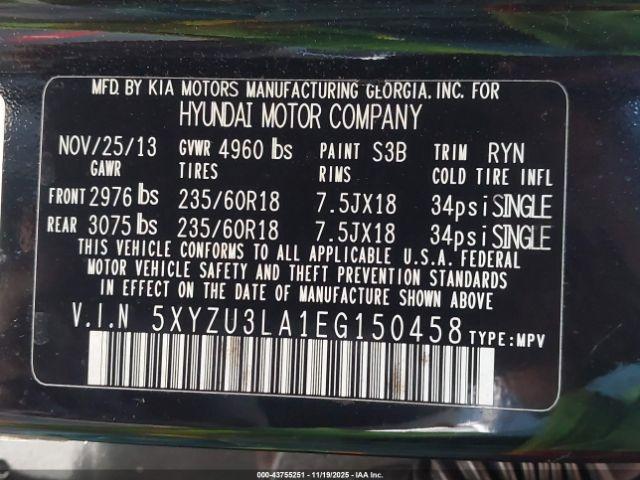 MFD. BY KIA MOTORS MANUFACTURING GEORGIA. INC. FOR
HYUNDAI MOTOR COMPANY
NOV/25/13 GVWR 4960 lbs PAINT S3B TRIM RYN
GAWR TIRES RIMS COLD TIRE INFL
FRONT 2976 lbs 235/60R18 7.5JX18 34psi SINGLE
REAR 3075 lbs 235/60R18 7.5JX18 34psi SINGLE
THIS VEHICLE CONFORMS TO ALL APPLICABLE U.S.A. FEDERAL
MOTOR VEHICLE SAFETY AND THEFT PREVENTION STANDARDS
IN EFFECT ON THE DATE OF MANUFACTURE SHOWN ABOVE.
V.I.N 5XYZU3LA1EG150458 TYPE:MPV
© 43755251 - 11/19/2025 - IAA Inc.